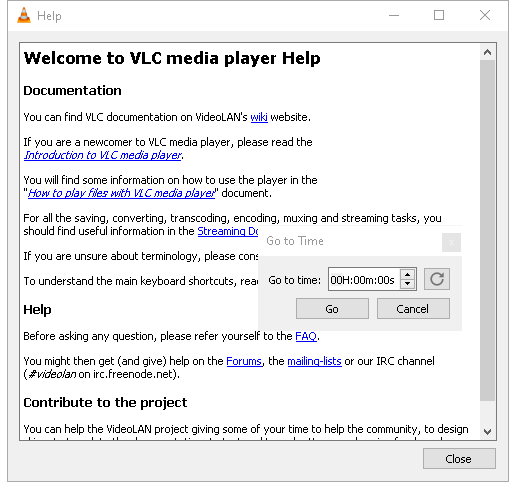 Help
Welcome to VLC media player Help
Documentation
You can find VLC documentation on VideoLAN's wiki website.
If you are a newcomer to VLC media player, please read the
Introduction to VLC media player.
You will find some information on how to use the player in the
"How to play files with VLC media player" document.
For all the saving, converting, transcoding, encoding, muxing and streaming tasks, you
should find useful information in the Streaming
If you are unsure about terminology, please
To understand the main keyboard shortcuts,
Go to Time
Go to time: 00H:00m:00s
Go Cancel
Help
Before asking any question, please refer yourself to the FAQ.
You might then get (and give) help on the Forums, the mailing-lists or our IRC channel
(#videolan on irc.freenode.net).
Contribute to the project
You can help the VideoLAN project giving some of your time to help the community, to design
Close